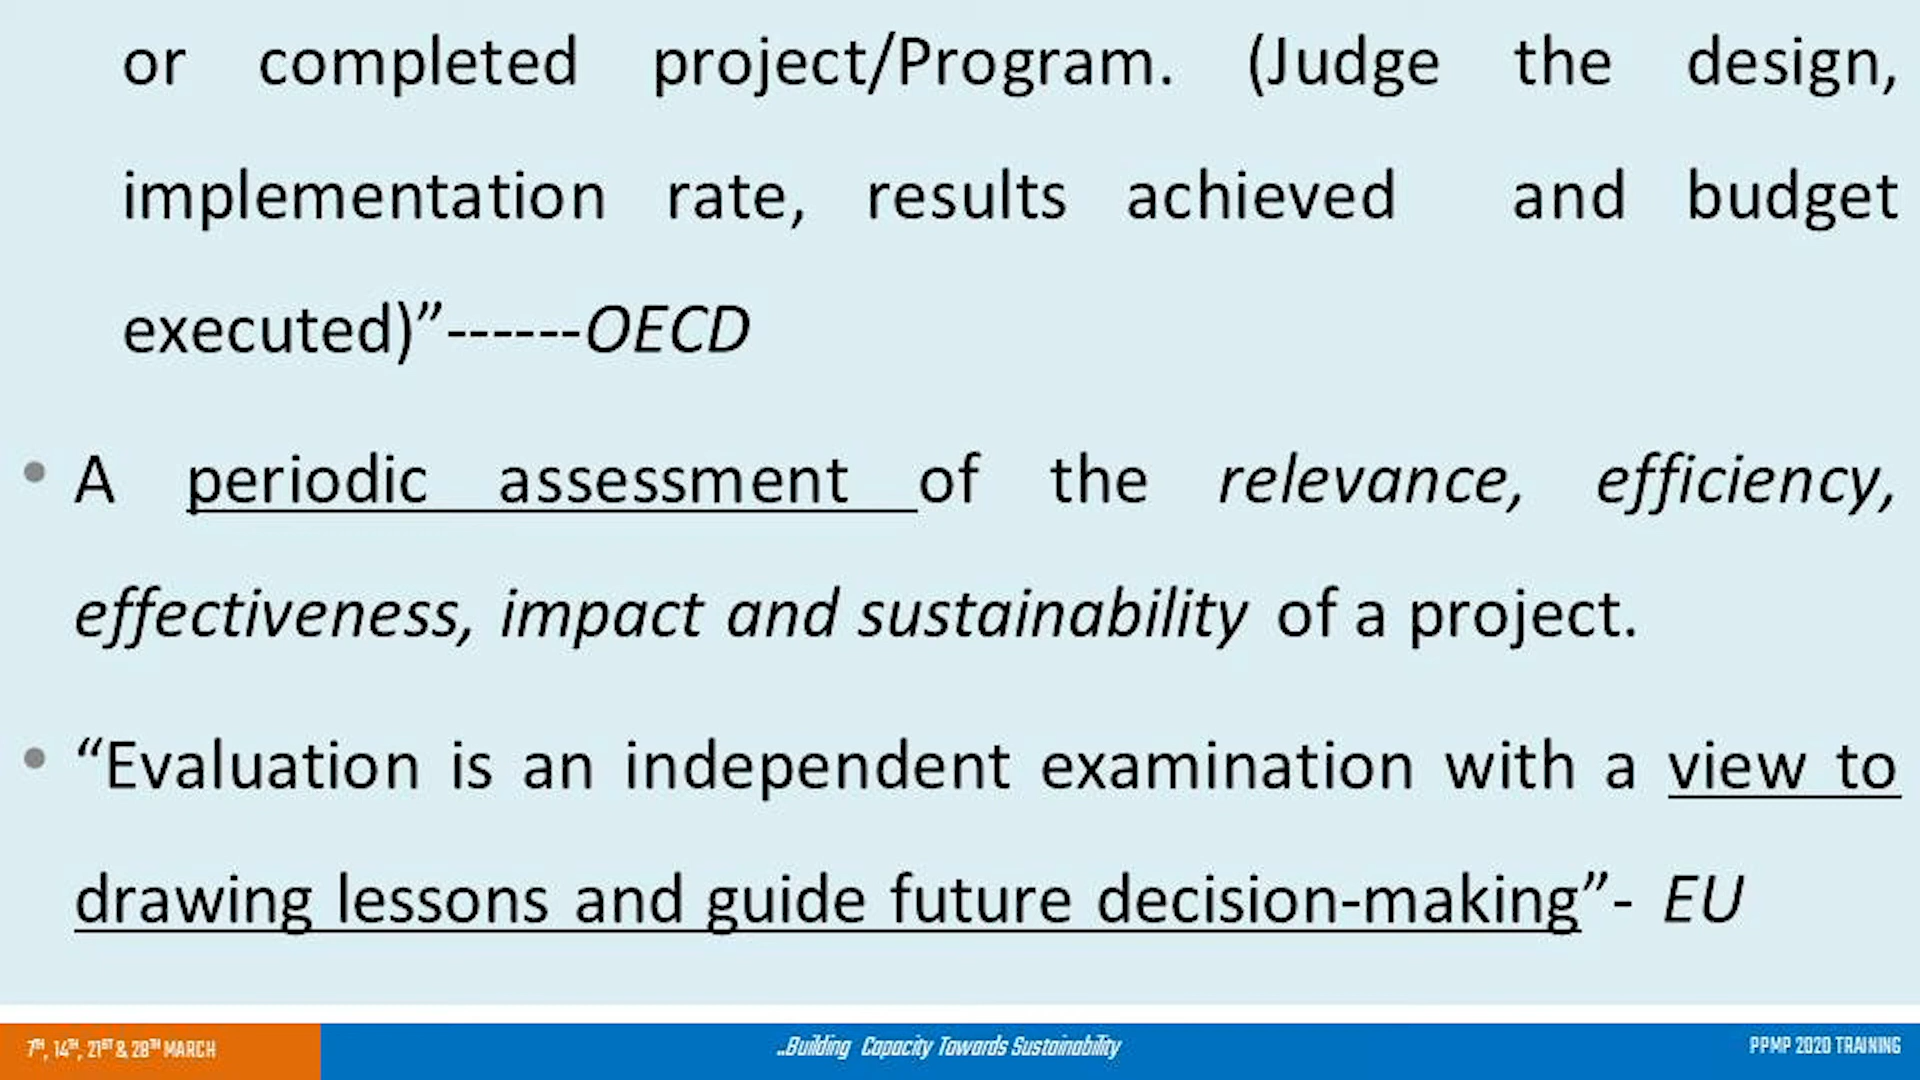 or completed project/Program. (Judge the design,
implementation rate, results achieved and budget
executed)”------OECD
• A periodic assessment of the relevance, efficiency,
effectiveness, impact and sustainability of a project.
• “Evaluation is an independent examination with a view to
drawing lessons and guide future decision-making”- EU
7TH, 14TH, 21ST & 28TH MARCH
..Building Capacity Towards Sustainability
PPMP 2020 TRAINING